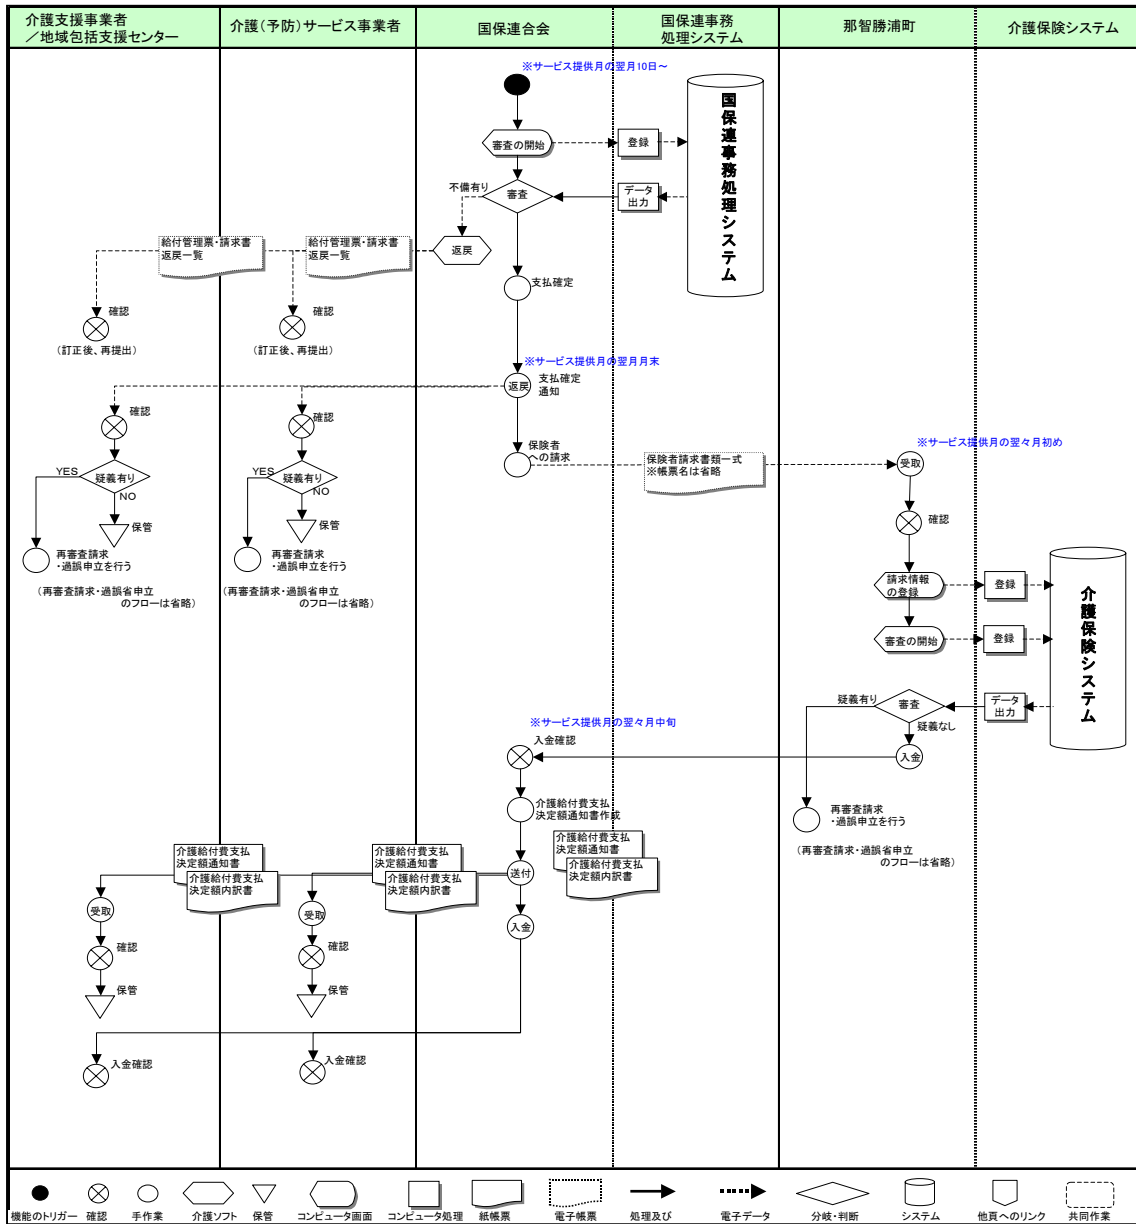 介護支援事業者
／地域包括支援センター
介護（予防）サービス事業者
国保連合会
国保連事務
処理システム
那智勝浦町
介護保険システム
※サービス提供月の翌月10日～
審査の開始
登録
国保連事務処理システム
不備有り
審査
データ
出力
返戻
給付管理票・請求書
返戻一覧
給付管理票・請求書
返戻一覧
支払確定
確認
（訂正後、再提出）
確認
（訂正後、再提出）
※サービス提供月の翌月月末
返戻
支払確定
通知
確認
確認
保険者
への請求
保険者請求書類一式
※帳票名は省略
※サービス提供月の翌々月初め
受取
YES
疑義有り
NO
YES
疑義有り
NO
保管
保管
確認
再審査請求
・過誤申立を行う
再審査請求
・過誤申立を行う
（再審査請求・過誤省申立
のフローは省略）
（再審査請求・過誤省申立
のフローは省略）
請求情報
の登録
登録
介護保険システム
審査の開始
登録
疑義有り
審査
データ
出力
疑義なし
※サービス提供月の翌々月中旬
入金確認
入金
介護給付費支払
決定額通知書作成
再審査請求
・過誤申立を行う
（再審査請求・過誤省申立
のフローは省略）
介護給付費支払
決定額通知書
介護給付費支払
決定額内訳書
介護給付費支払
決定額通知書
介護給付費支払
決定額内訳書
送付
介護給付費支払
決定額通知書
介護給付費支払
決定額内訳書
受取
受取
入金
確認
確認
保管
保管
入金確認
入金確認
機能のトリガー
確認
手作業
介護ソフト
保管
コンピュータ画面
コンピュータ処理
紙帳票
電子帳票
処理及び
電子データ
分岐・判断
システム
他頁へのリンク
共同作業